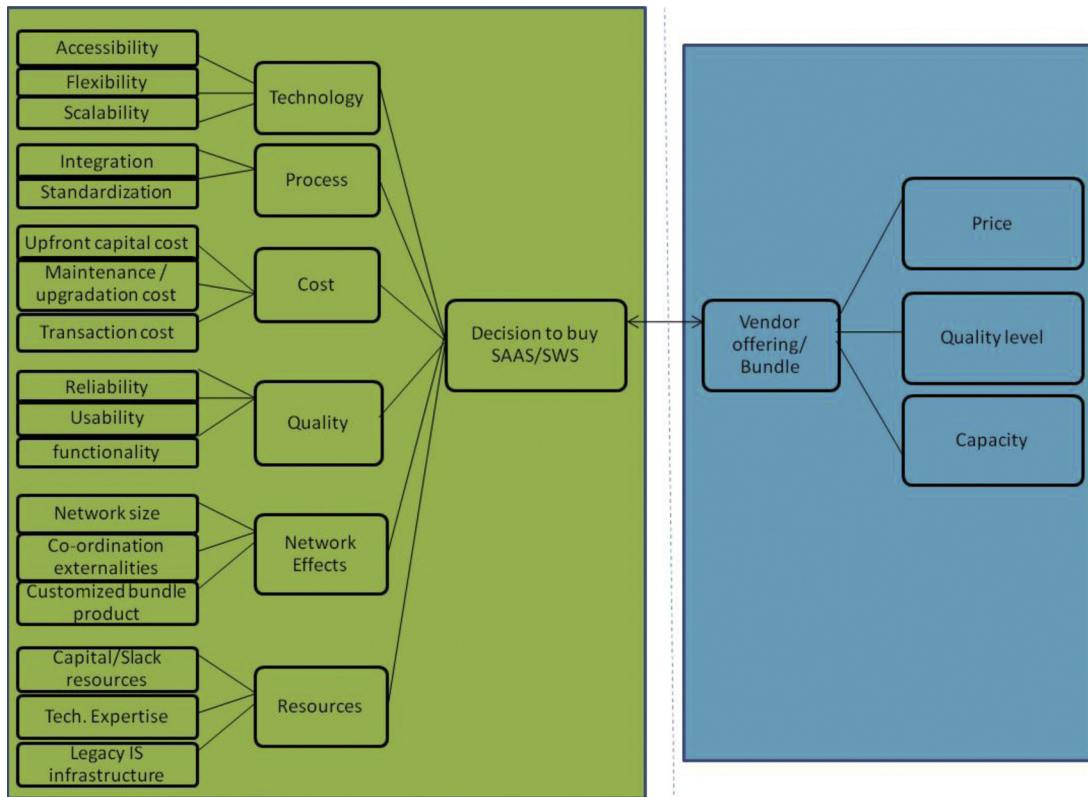 Accessibility
Flexibility
Scalability
Technology
Integration
Standardization
Process
Upfront capital cost
Maintenance /
upgradation cost
Transaction cost
Cost
Reliability
Usability
functionality
Quality
Network size
Co-ordination
externalities
Customized bundle
product
Network
Effects
Capital/Slack
resources
Tech. Expertise
Legacy IS
infrastructure
Resources
Decision to buy
SAAS/SWS
Vendor
offering/
Bundle
Price
Quality level
Capacity